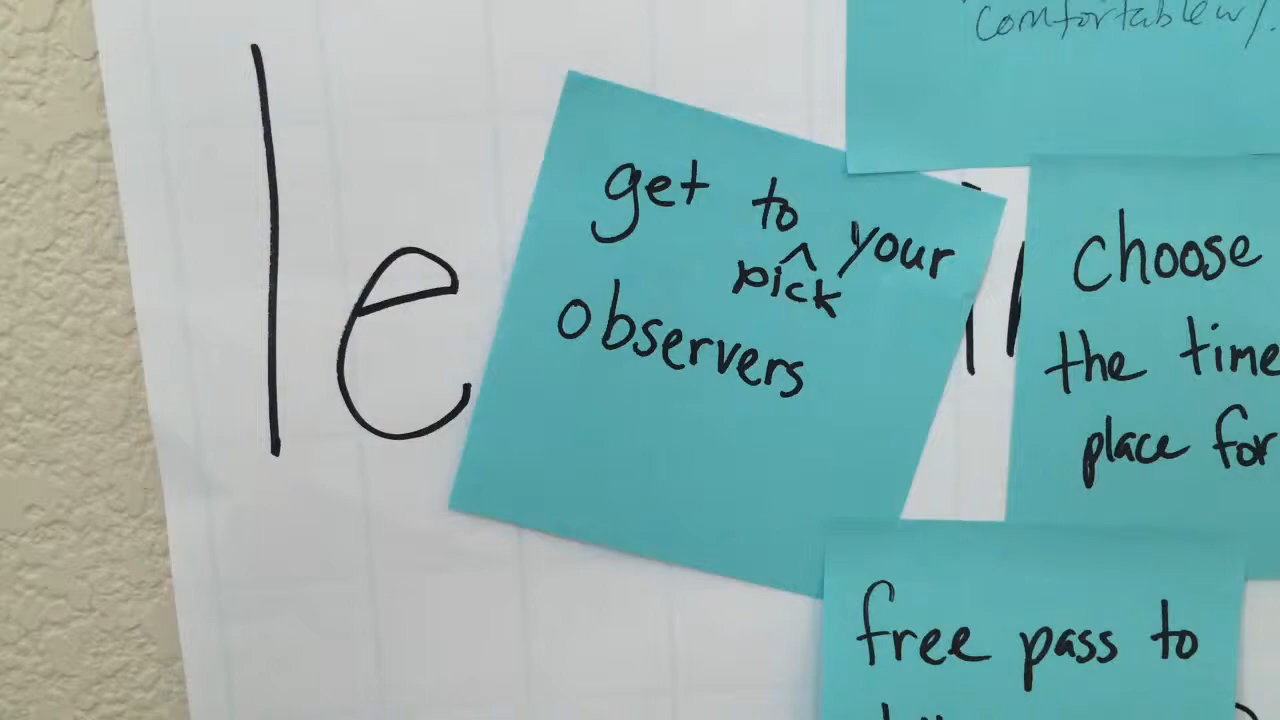 comfortable w/
le
get to your
pick
observers
choose
the time
place for
free pass to